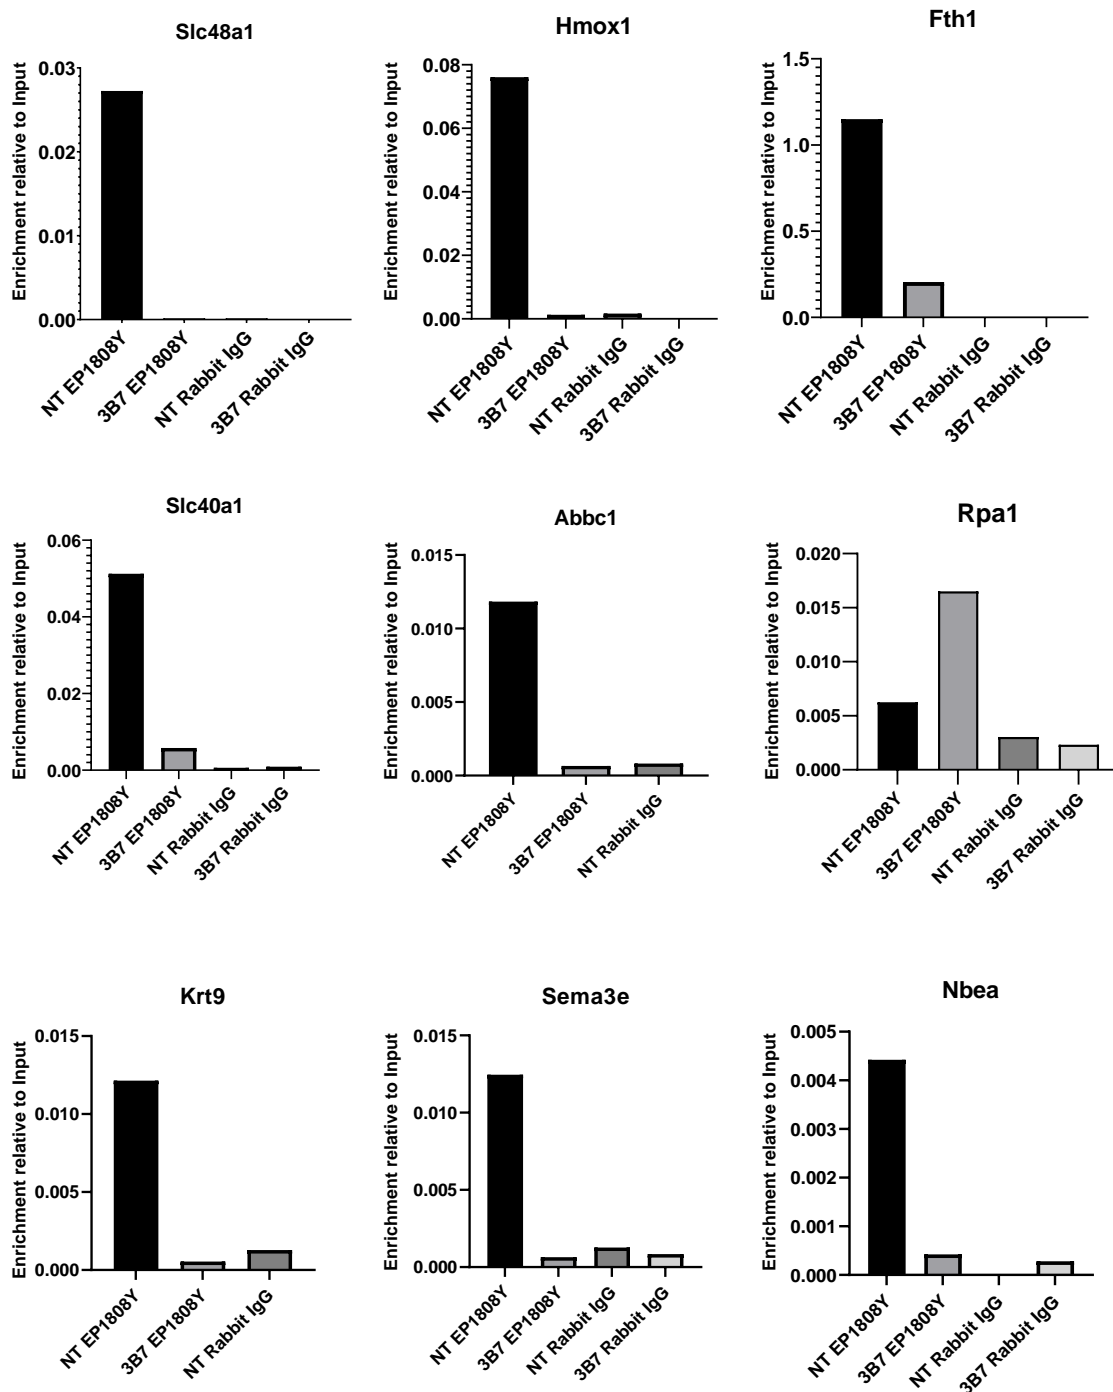 Slc48a1
Enrichment relative to Input
0.03
0.02
0.01
0.00
NT EP1808Y
3B7 EP1808Y
NT Rabbit IgG
3B7 Rabbit IgG
Hmox1
Enrichment relative to Input
0.08
0.06
0.04
0.02
0.00
NT EP1808Y
3B7 EP1808Y
NT Rabbit IgG
3B7 Rabbit IgG
Fth1
Enrichment relative to Input
1.5
1.0
0.5
0.0
NT EP1808Y
3B7 EP1808Y
NT Rabbit IgG
3B7 Rabbit IgG
Slc40a1
Enrichment relative to Input
0.06
0.04
0.02
0.00
NT EP1808Y
3B7 EP1808Y
NT Rabbit IgG
3B7 Rabbit IgG
Abbc1
Enrichment relative to Input
0.015
0.010
0.005
0.000
NT EP1808Y
3B7 EP1808Y
NT Rabbit IgG
Rpa1
Enrichment relative to Input
0.020
0.015
0.010
0.005
0.000
NT EP1808Y
3B7 EP1808Y
NT Rabbit IgG
3B7 Rabbit IgG
Krt9
Enrichment relative to Input
0.015
0.010
0.005
0.000
NT EP1808Y
3B7 EP1808Y
NT Rabbit IgG
Sema3e
Enrichment relative to Input
0.015
0.010
0.005
0.000
NT EP1808Y
3B7 EP1808Y
NT Rabbit IgG
3B7 Rabbit IgG
Nbea
Enrichment relative to Input
0.005
0.004
0.003
0.002
0.001
0.000
NT EP1808Y
3B7 EP1808Y
NT Rabbit IgG
3B7 Rabbit IgG